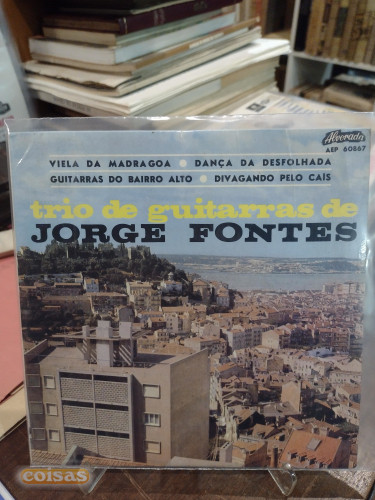 Alvorada
AEP 60867
VIELA DA MADRAGOA • DANÇA DA DESFOLHADA
GUITARRAS DO BAIRRO ALTO • DIVAGANDO PELO CAIS
trio de guitarras de
JORGE FONTES
coisas